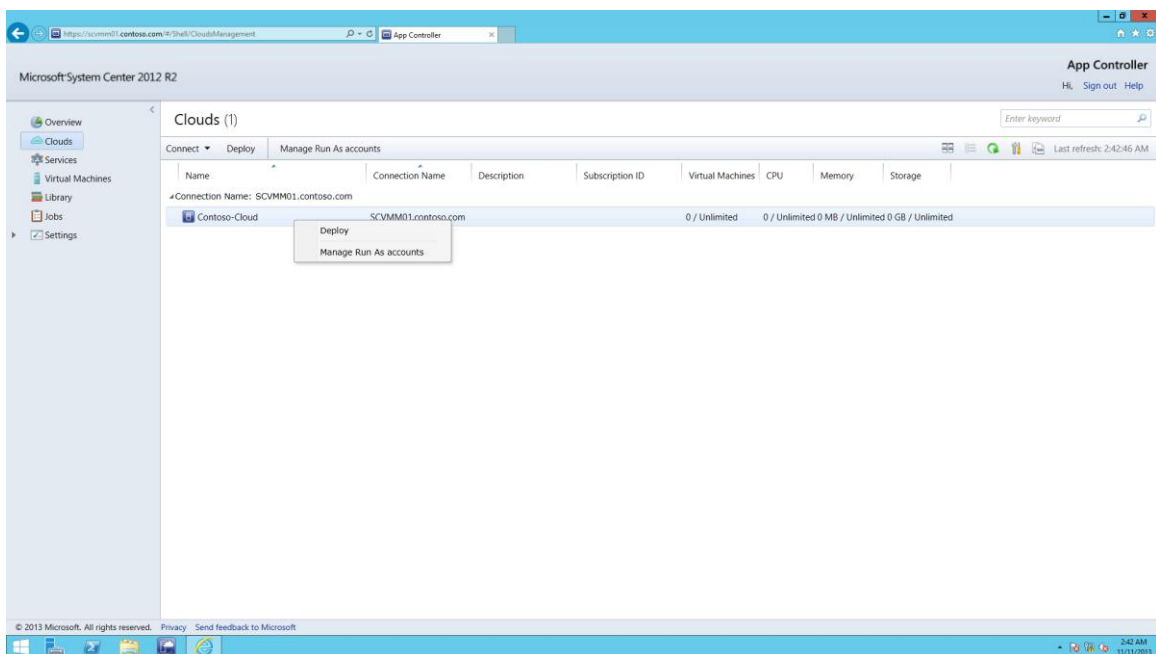 https://scvmm01.contoso.com/#/Shell/CloudsManagement
App Controller
Microsoft System Center 2012 R2
App Controller
Hi, Sign out Help
Overview
Clouds
Services
Virtual Machines
Library
Jobs
Settings
Clouds (1)
Enter keyword
Connect Deploy Manage Run As accounts
Last refresh: 2:42:46 AM
Name Connection Name Description Subscription ID Virtual Machines CPU Memory Storage
Connection Name: SCVMM01.contoso.com
Contoso-Cloud SCVMM01.contoso.com 0 / Unlimited 0 / Unlimited 0 MB / Unlimited 0 GB / Unlimited
Deploy
Manage Run As accounts
© 2013 Microsoft. All rights reserved. Privacy Send feedback to Microsoft
2:42 AM
11/11/2013